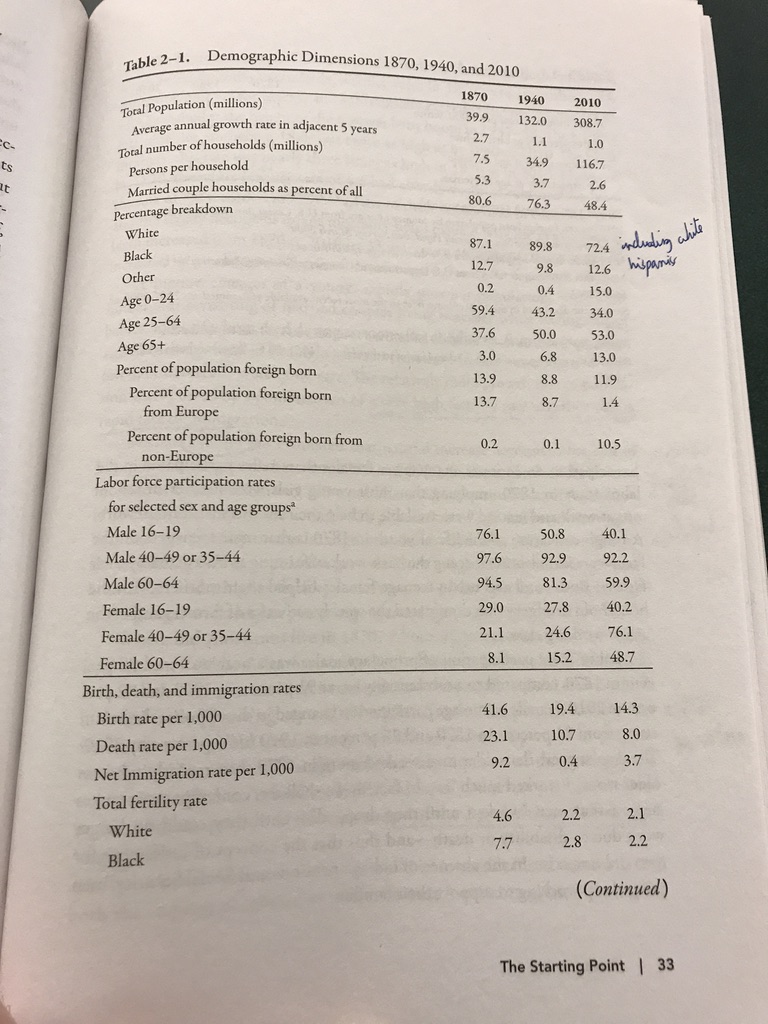 Table 2–1. Demographic Dimensions 1870, 1940, and 2010
1870 1940 2010
Total Population (millions) 39.9 132.0 308.7
Average annual growth rate in adjacent 5 years 2.7 1.1 1.0
Total number of households (millions) 7.5 34.9 116.7
Persons per household 5.3 3.7 2.6
Married couple households as percent of all 80.6 76.3 48.4
Percentage breakdown
White 87.1 89.8 72.4 including white
hispanics
Black 12.7 9.8 12.6
Other 0.2 0.4 15.0
Age 0–24 59.4 43.2 34.0
Age 25–64 37.6 50.0 53.0
Age 65+ 3.0 6.8 13.0
Percent of population foreign born 13.9 8.8 11.9
Percent of population foreign born 13.7 8.7 1.4
from Europe
Percent of population foreign born from 0.2 0.1 10.5
non-Europe
Labor force participation rates
for selected sex and age groupsª
Male 16–19 76.1 50.8 40.1
Male 40–49 or 35–44 97.6 92.9 92.2
Male 60–64 94.5 81.3 59.9
Female 16–19 29.0 27.8 40.2
Female 40–49 or 35–44 21.1 24.6 76.1
Female 60–64 8.1 15.2 48.7
Birth, death, and immigration rates
Birth rate per 1,000 41.6 19.4 14.3
Death rate per 1,000 23.1 10.7 8.0
Net Immigration rate per 1,000 9.2 0.4 3.7
Total fertility rate
White 4.6 2.2 2.1
Black 7.7 2.8 2.2
(Continued)
The Starting Point | 33